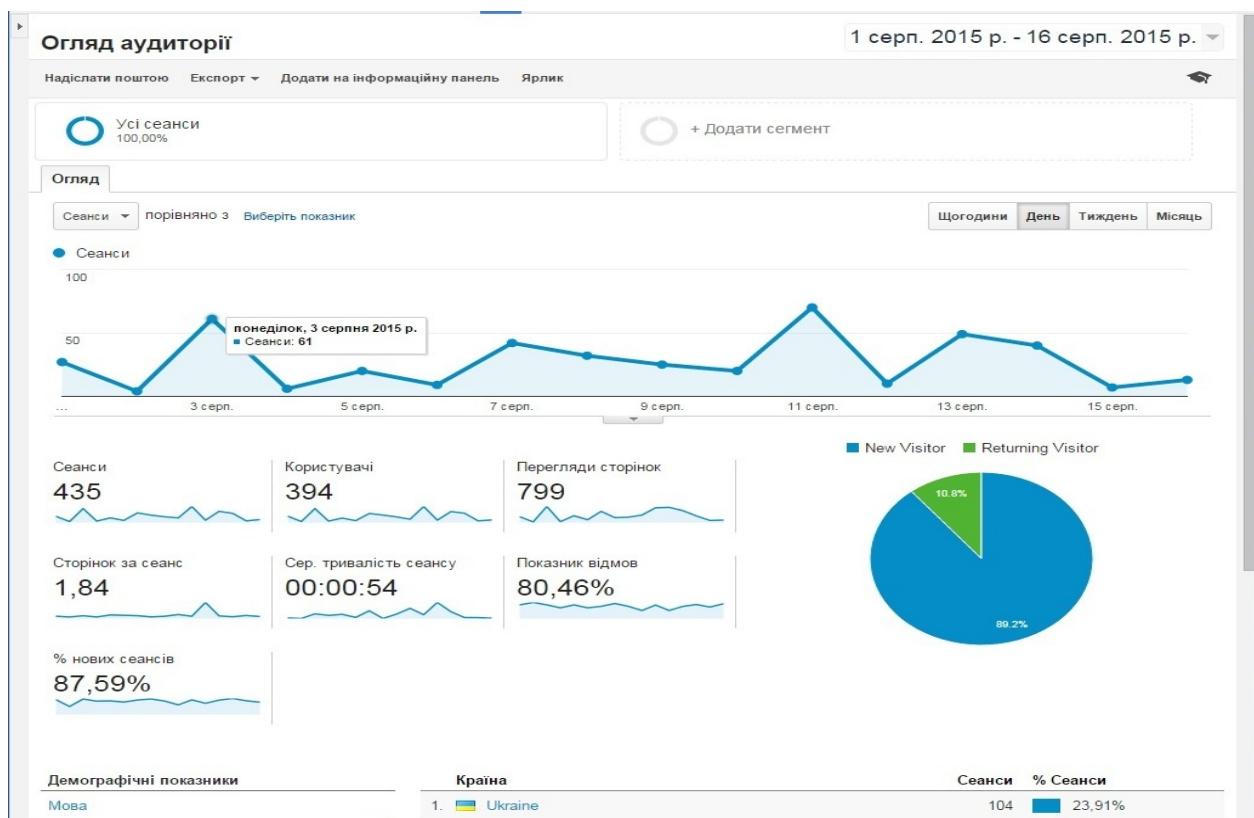 Огляд аудиторії
1 серп. 2015 р. - 16 серп. 2015 р.
Надіслати поштою Експорт Додати на інформаційну панель Ярлик
Усі сеанси
100,00%
+ Додати сегмент
Огляд
Сеанси порівняно з Виберіть показник
Щогодини День Тиждень Місяць
Сеанси
100
50
понеділок, 3 серпня 2015 р.
Сеанси: 61
... 3 серп. 5 серп. 7 серп. 9 серп. 11 серп. 13 серп. 15 серп.
New Visitor Returning Visitor
Сеанси Користувачі Перегляди сторінок
435 394 799
10.8%
Сторінок за сеанс Сер. тривалість сеансу Показник відмов
1,84 00:00:54 80,46%
89.2%
% нових сеансів
87,59%
Демографічні показники Країна Сеанси % Сеанси
Мова 1. Ukraine 104 23,91%